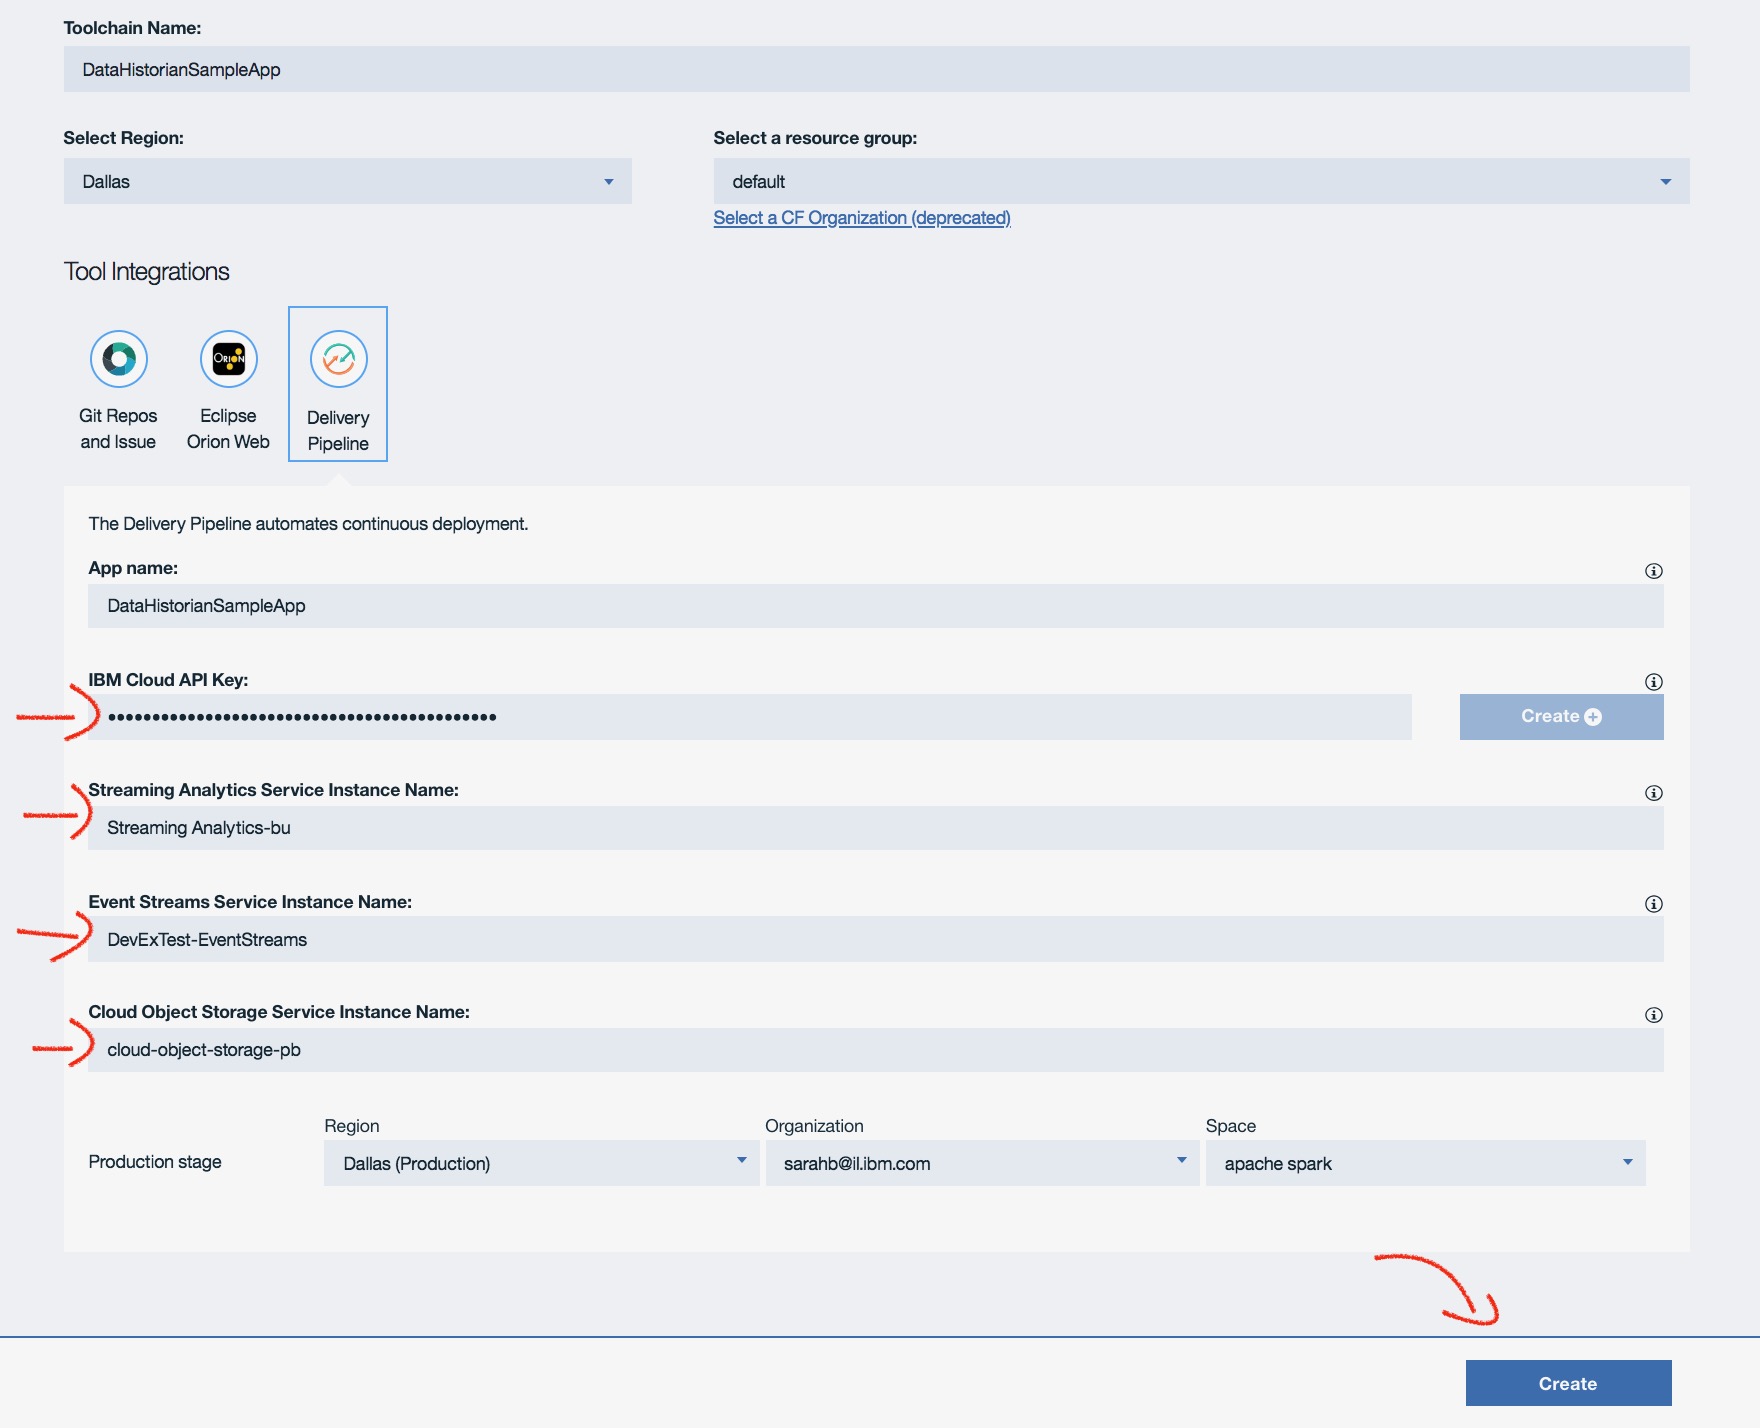 Toolchain Name:
DataHistorianSampleApp
Select Region:
Select a resource group:
Dallas
default
Select a CF Organization (deprecated)
Tool Integrations
ORION
Git Repos
and Issue
Eclipse
Orion Web
Delivery
Pipeline
The Delivery Pipeline automates continuous deployment.
App name:
DataHistorianSampleApp
IBM Cloud API Key:
••••••••••••••••••••••••••••••••••••••••••••
Create
Streaming Analytics Service Instance Name:
Streaming Analytics-bu
Event Streams Service Instance Name:
DevExTest-EventStreams
Cloud Object Storage Service Instance Name:
cloud-object-storage-pb
Region
Organization
Space
Production stage
Dallas (Production)
sarahb@il.ibm.com
apache spark
Create